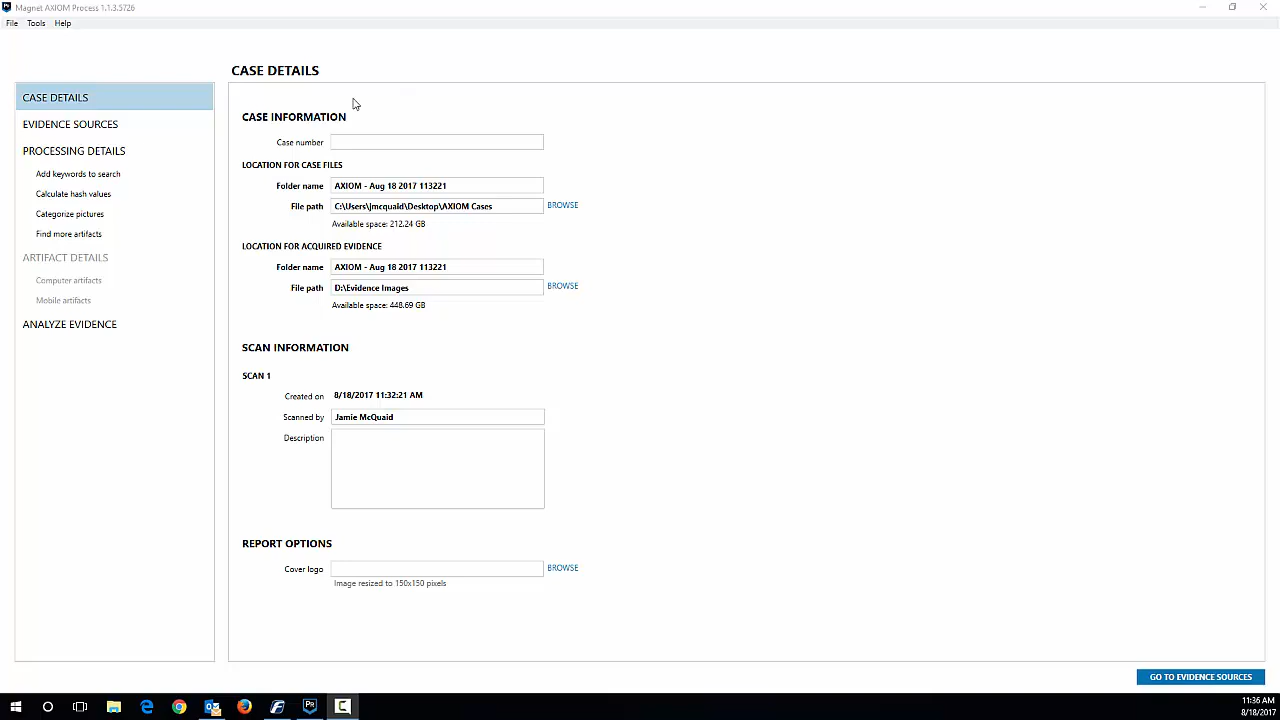 Magnet AXIOM Process 1.1.3.5726
File Tools Help
CASE DETAILS
CASE DETAILS
EVIDENCE SOURCES
PROCESSING DETAILS
Add keywords to search
Calculate hash values
Categorize pictures
Find more artifacts
ARTIFACT DETAILS
Computer artifacts
Mobile artifacts
ANALYZE EVIDENCE
CASE INFORMATION
Case number
LOCATION FOR CASE FILES
Folder name AXIOM - Aug 18 2017 113221
File path C:\Users\jmcquaid\Desktop\AXIOM Cases BROWSE
Available space: 212.24 GB
LOCATION FOR ACQUIRED EVIDENCE
Folder name AXIOM - Aug 18 2017 113221
File path D:\Evidence Images BROWSE
Available space: 448.69 GB
SCAN INFORMATION
SCAN 1
Created on 8/18/2017 11:32:21 AM
Scanned by Jamie McQuaid
Description
REPORT OPTIONS
Cover logo BROWSE
Image resized to 150x150 pixels
GO TO EVIDENCE SOURCES
11:36 AM
8/18/2017